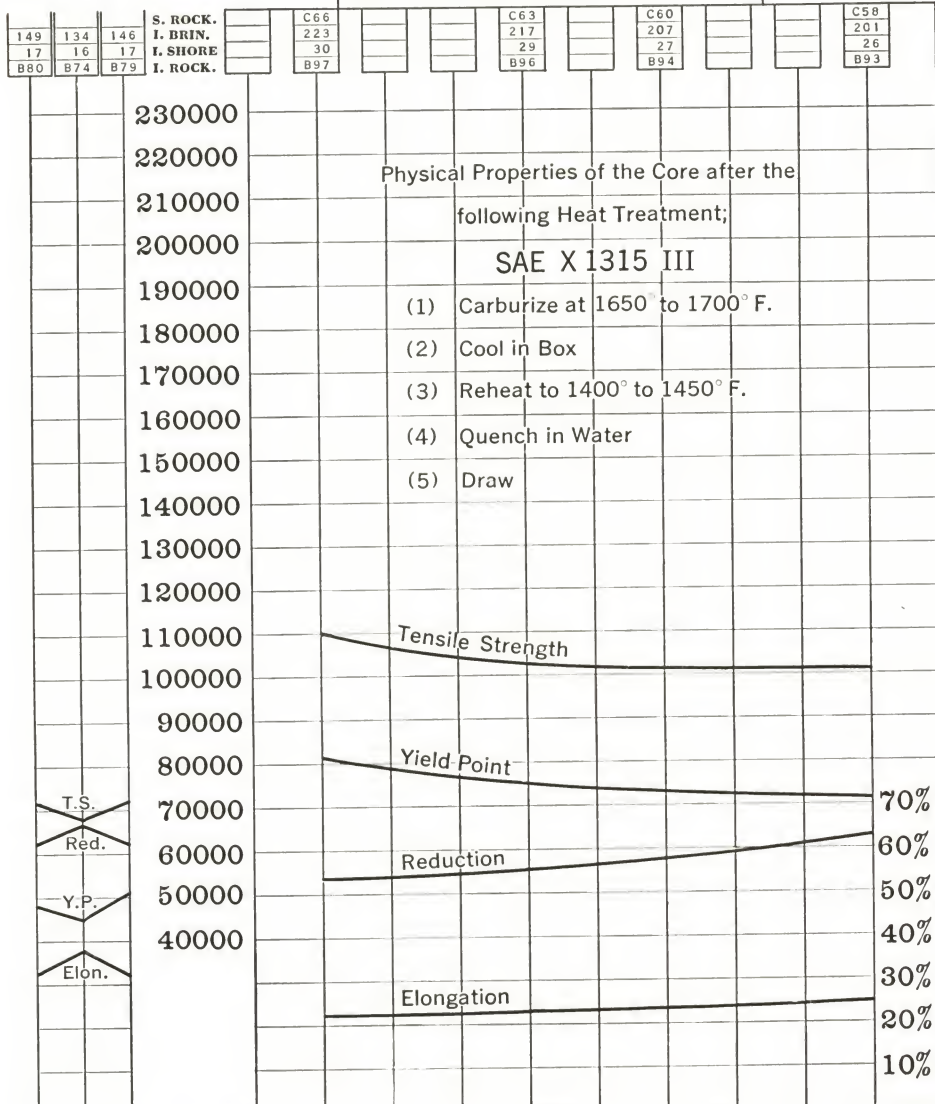 S. ROCK. C66 C63 C60 C58
149 134 146 I. BRIN. 223 217 207 201
17 16 17 I. SHORE 30 29 27 26
B80 B74 B79 I. ROCK. B97 B96 B94 B93
230000
220000
Physical Properties of the Core after the
210000
following Heat Treatment;
200000
SAE X 1315 III
190000
(1) Carburize at 1650° to 1700° F.
180000
(2) Cool in Box
170000
(3) Reheat to 1400° to 1450° F.
160000
(4) Quench in Water
150000
(5) Draw
140000
130000
120000
110000
Tensile Strength
100000
90000
80000
Yield Point
T.S. 70000 70%
Red. 60000 60%
Reduction
Y.P. 50000 50%
40000 40%
Elon. 30%
Elongation
20%
10%